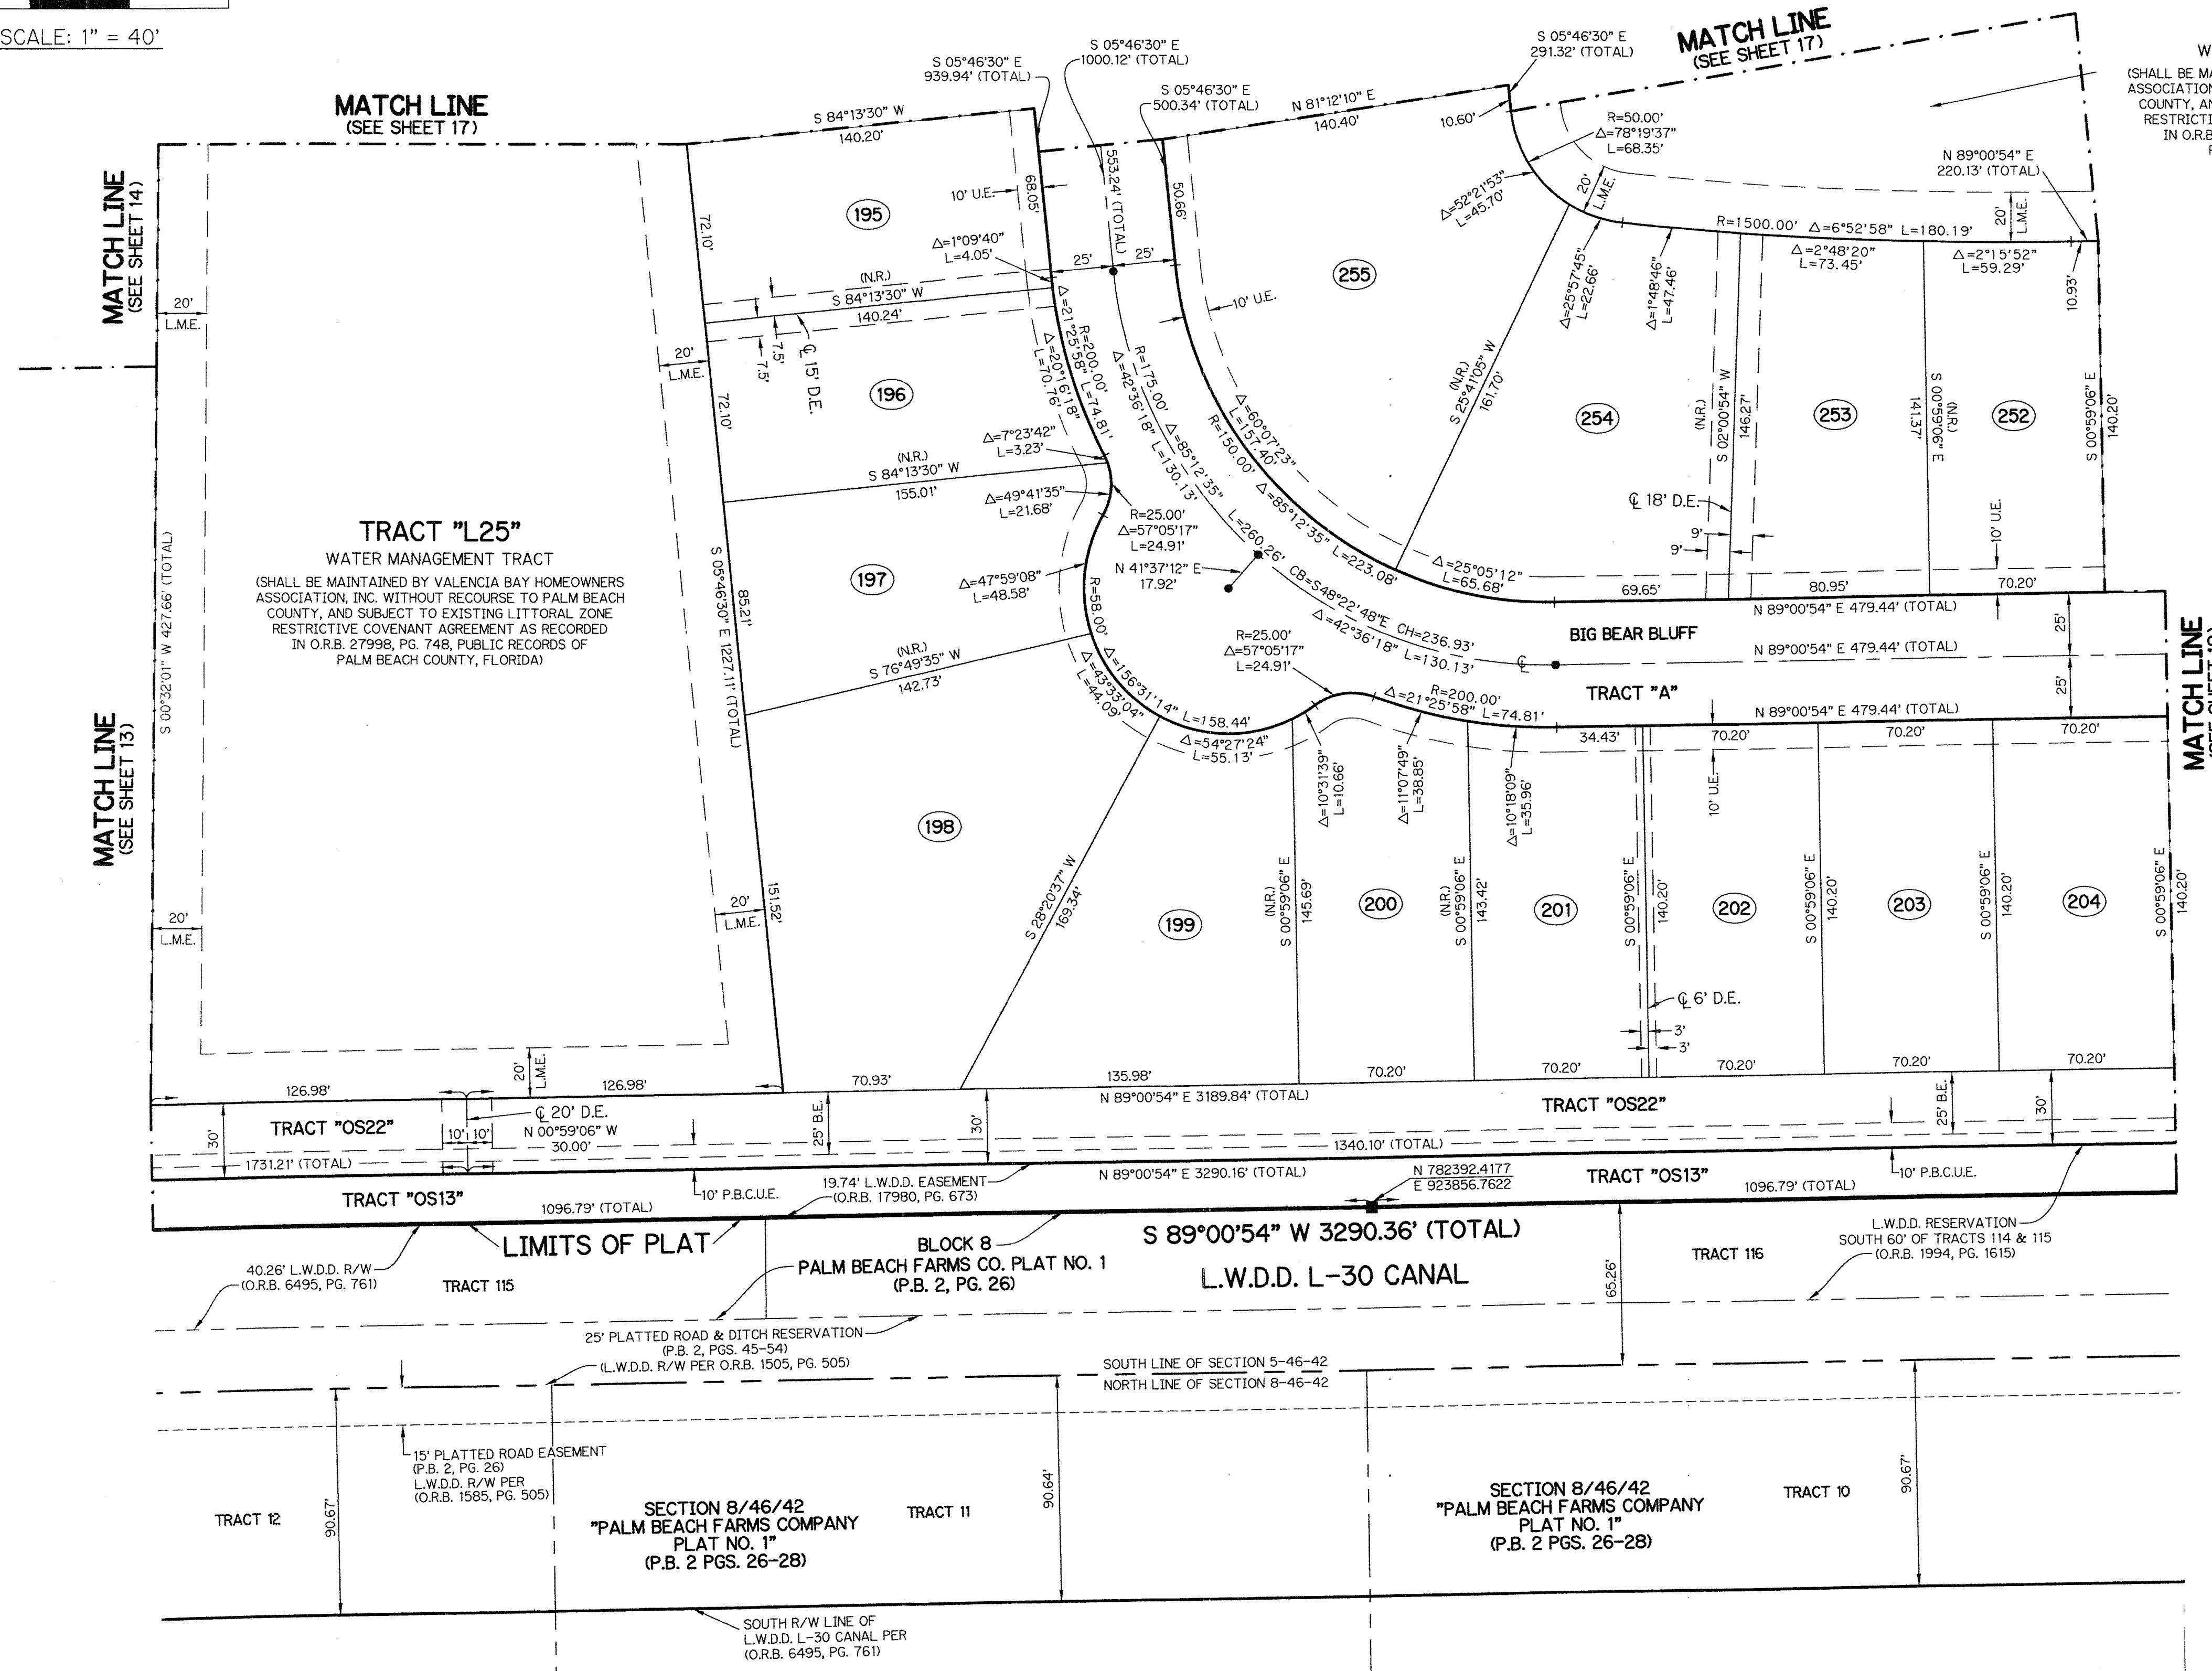 SCALE: 1" = 40'
MATCH LINE
(SEE SHEET 17)
MATCH LINE
(SEE SHEET 14)
MATCH LINE
(SEE SHEET 13)
MATCH LINE
(SEE SHEET 17)
MATCH LINE
S 05°46'30" E
939.94' (TOTAL)
S 05°46'30" E
1000.12' (TOTAL)
S 05°46'30" E
500.34' (TOTAL)
S 05°46'30" E
291.32' (TOTAL)
S 84°13'30" W
140.20'
N 81°12'10" E
140.40'
10.60'
R=50.00'
Δ=78°19'37"
L=68.35'
(SHALL BE MA
ASSOCIATION
COUNTY, AN
RESTRICTI
IN O.R.B
N 89°00'54" E
220.13' (TOTAL)
Δ=52°21'53"
L=45.70'
20'
L.M.E.
20'
L.M.E.
R=1500.00' Δ=6°52'58" L=180.19'
Δ=2°48'20"
L=73.45'
Δ=2°15'52"
L=59.29'
10.93'
Δ=25°57'45"
L=22.66'
Δ=1°48'46"
L=47.46'
195
10' U.E.
68.05'
553.24' (TOTAL)
50.66'
72.10'
Δ=1°09'40"
L=4.05'
25'
25'
(N.R.)
S 84°13'30" W
140.24'
7.5'
7.5'
℄ 15' D.E.
10' U.E.
255
20'
L.M.E.
20'
L.M.E.
72.10'
196
R=200.00'
Δ=21°25'58" L=74.81'
Δ=20°16'18"
L=70.76'
R=175.00' Δ=85°12'35" L=260.26'
Δ=42°36'18" L=130.13'
Δ=60°07'23"
L=157.40'
R=150.00' Δ=85°12'35" L=223.08'
(N.R.)
S 25°41'05" W
161.70'
254
(N.R.)
S 02°00'54" W
146.27'
253
S 00°59'06" E
(N.R.)
141.37'
252
S 00°59'06" E
140.20'
Δ=7°23'42"
L=3.23'
(N.R.)
S 84°13'30" W
155.01'
Δ=49°41'35"
L=21.68'
R=25.00'
Δ=57°05'17"
L=24.91'
℄ 18' D.E.
9'
9'
10' U.E.
TRACT "L25"
WATER MANAGEMENT TRACT
(SHALL BE MAINTAINED BY VALENCIA BAY HOMEOWNERS
ASSOCIATION, INC. WITHOUT RECOURSE TO PALM BEACH
COUNTY, AND SUBJECT TO EXISTING LITTORAL ZONE
RESTRICTIVE COVENANT AGREEMENT AS RECORDED
IN O.R.B. 27998, PG. 748, PUBLIC RECORDS OF
PALM BEACH COUNTY, FLORIDA)
S 00°32'01" W 427.66' (TOTAL)
S 05°46'30" E 1227.11' (TOTAL)
85.21'
197
Δ=47°59'08"
L=48.58'
N 41°37'12" E
17.92'
Δ=25°05'12"
L=65.68'
69.65'
80.95'
70.20'
N 89°00'54" E 479.44' (TOTAL)
BIG BEAR BLUFF
N 89°00'54" E 479.44' (TOTAL)
℄
TRACT "A"
N 89°00'54" E 479.44' (TOTAL)
25'
25'
CB=S48°22'48"E CH=236.93'
Δ=42°36'18" L=130.13'
R=58.00'
Δ=156°31'14" L=158.44'
Δ=43°33'04"
L=44.09'
R=25.00'
Δ=57°05'17"
L=24.91'
(N.R.)
S 76°49'35" W
142.73'
R=200.00'
Δ=21°25'58" L=74.81'
Δ=54°27'24"
L=55.13'
34.43'
70.20'
70.20'
70.20'
Δ=10°31'39"
L=10.66'
Δ=11°07'49"
L=38.85'
Δ=10°18'09"
L=35.96'
10' U.E.
198
151.52'
20'
L.M.E.
20'
L.M.E.
S 28°20'37" W
169.34'
199
(N.R.)
S 00°59'06" E
145.69'
200
(N.R.)
S 00°59'06" E
143.42'
201
S 00°59'06" E
140.20'
202
S 00°59'06" E
140.20'
203
S 00°59'06" E
140.20'
204
S 00°59'06" E
140.20'
℄ 6' D.E.
3'
3'
20'
L.M.E.
126.98'
126.98'
70.93'
135.98'
70.20'
70.20'
70.20'
70.20'
70.20'
N 89°00'54" E 3189.84' (TOTAL)
TRACT "OS22"
℄ 20' D.E.
N 00°59'06" W
30.00'
10' 10'
30'
25' B.E.
30'
TRACT "OS22"
25' B.E.
30'
1731.21' (TOTAL)
1340.10' (TOTAL)
TRACT "OS13"
1096.79' (TOTAL)
10' P.B.C.U.E.
19.74' L.W.D.D. EASEMENT
(O.R.B. 17980, PG. 673)
N 89°00'54" E 3290.16' (TOTAL)
N 782392.4177
E 923856.7622
TRACT "OS13"
1096.79' (TOTAL)
10' P.B.C.U.E.
LIMITS OF PLAT
BLOCK 8
PALM BEACH FARMS CO. PLAT NO. 1
(P.B. 2, PG. 26)
S 89°00'54" W 3290.36' (TOTAL)
L.W.D.D. L-30 CANAL
L.W.D.D. RESERVATION
SOUTH 60' OF TRACTS 114 & 115
(O.R.B. 1994, PG. 1615)
TRACT 116
65.26'
40.26' L.W.D.D. R/W
(O.R.B. 6495, PG. 761)
TRACT 115
25' PLATTED ROAD & DITCH RESERVATION
(P.B. 2, PGS. 45-54)
(L.W.D.D. R/W PER O.R.B. 1505, PG. 505)
SOUTH LINE OF SECTION 5-46-42
NORTH LINE OF SECTION 8-46-42
15' PLATTED ROAD EASEMENT
(P.B. 2, PG. 26)
L.W.D.D. R/W PER
(O.R.B. 1585, PG. 505)
TRACT 12
90.67'
SECTION 8/46/42
"PALM BEACH FARMS COMPANY
PLAT NO. 1"
(P.B. 2 PGS. 26-28)
TRACT 11
90.64'
SECTION 8/46/42
"PALM BEACH FARMS COMPANY
PLAT NO. 1"
(P.B. 2 PGS. 26-28)
TRACT 10
90.67'
SOUTH R/W LINE OF
L.W.D.D. L-30 CANAL PER
(O.R.B. 6495, PG. 761)